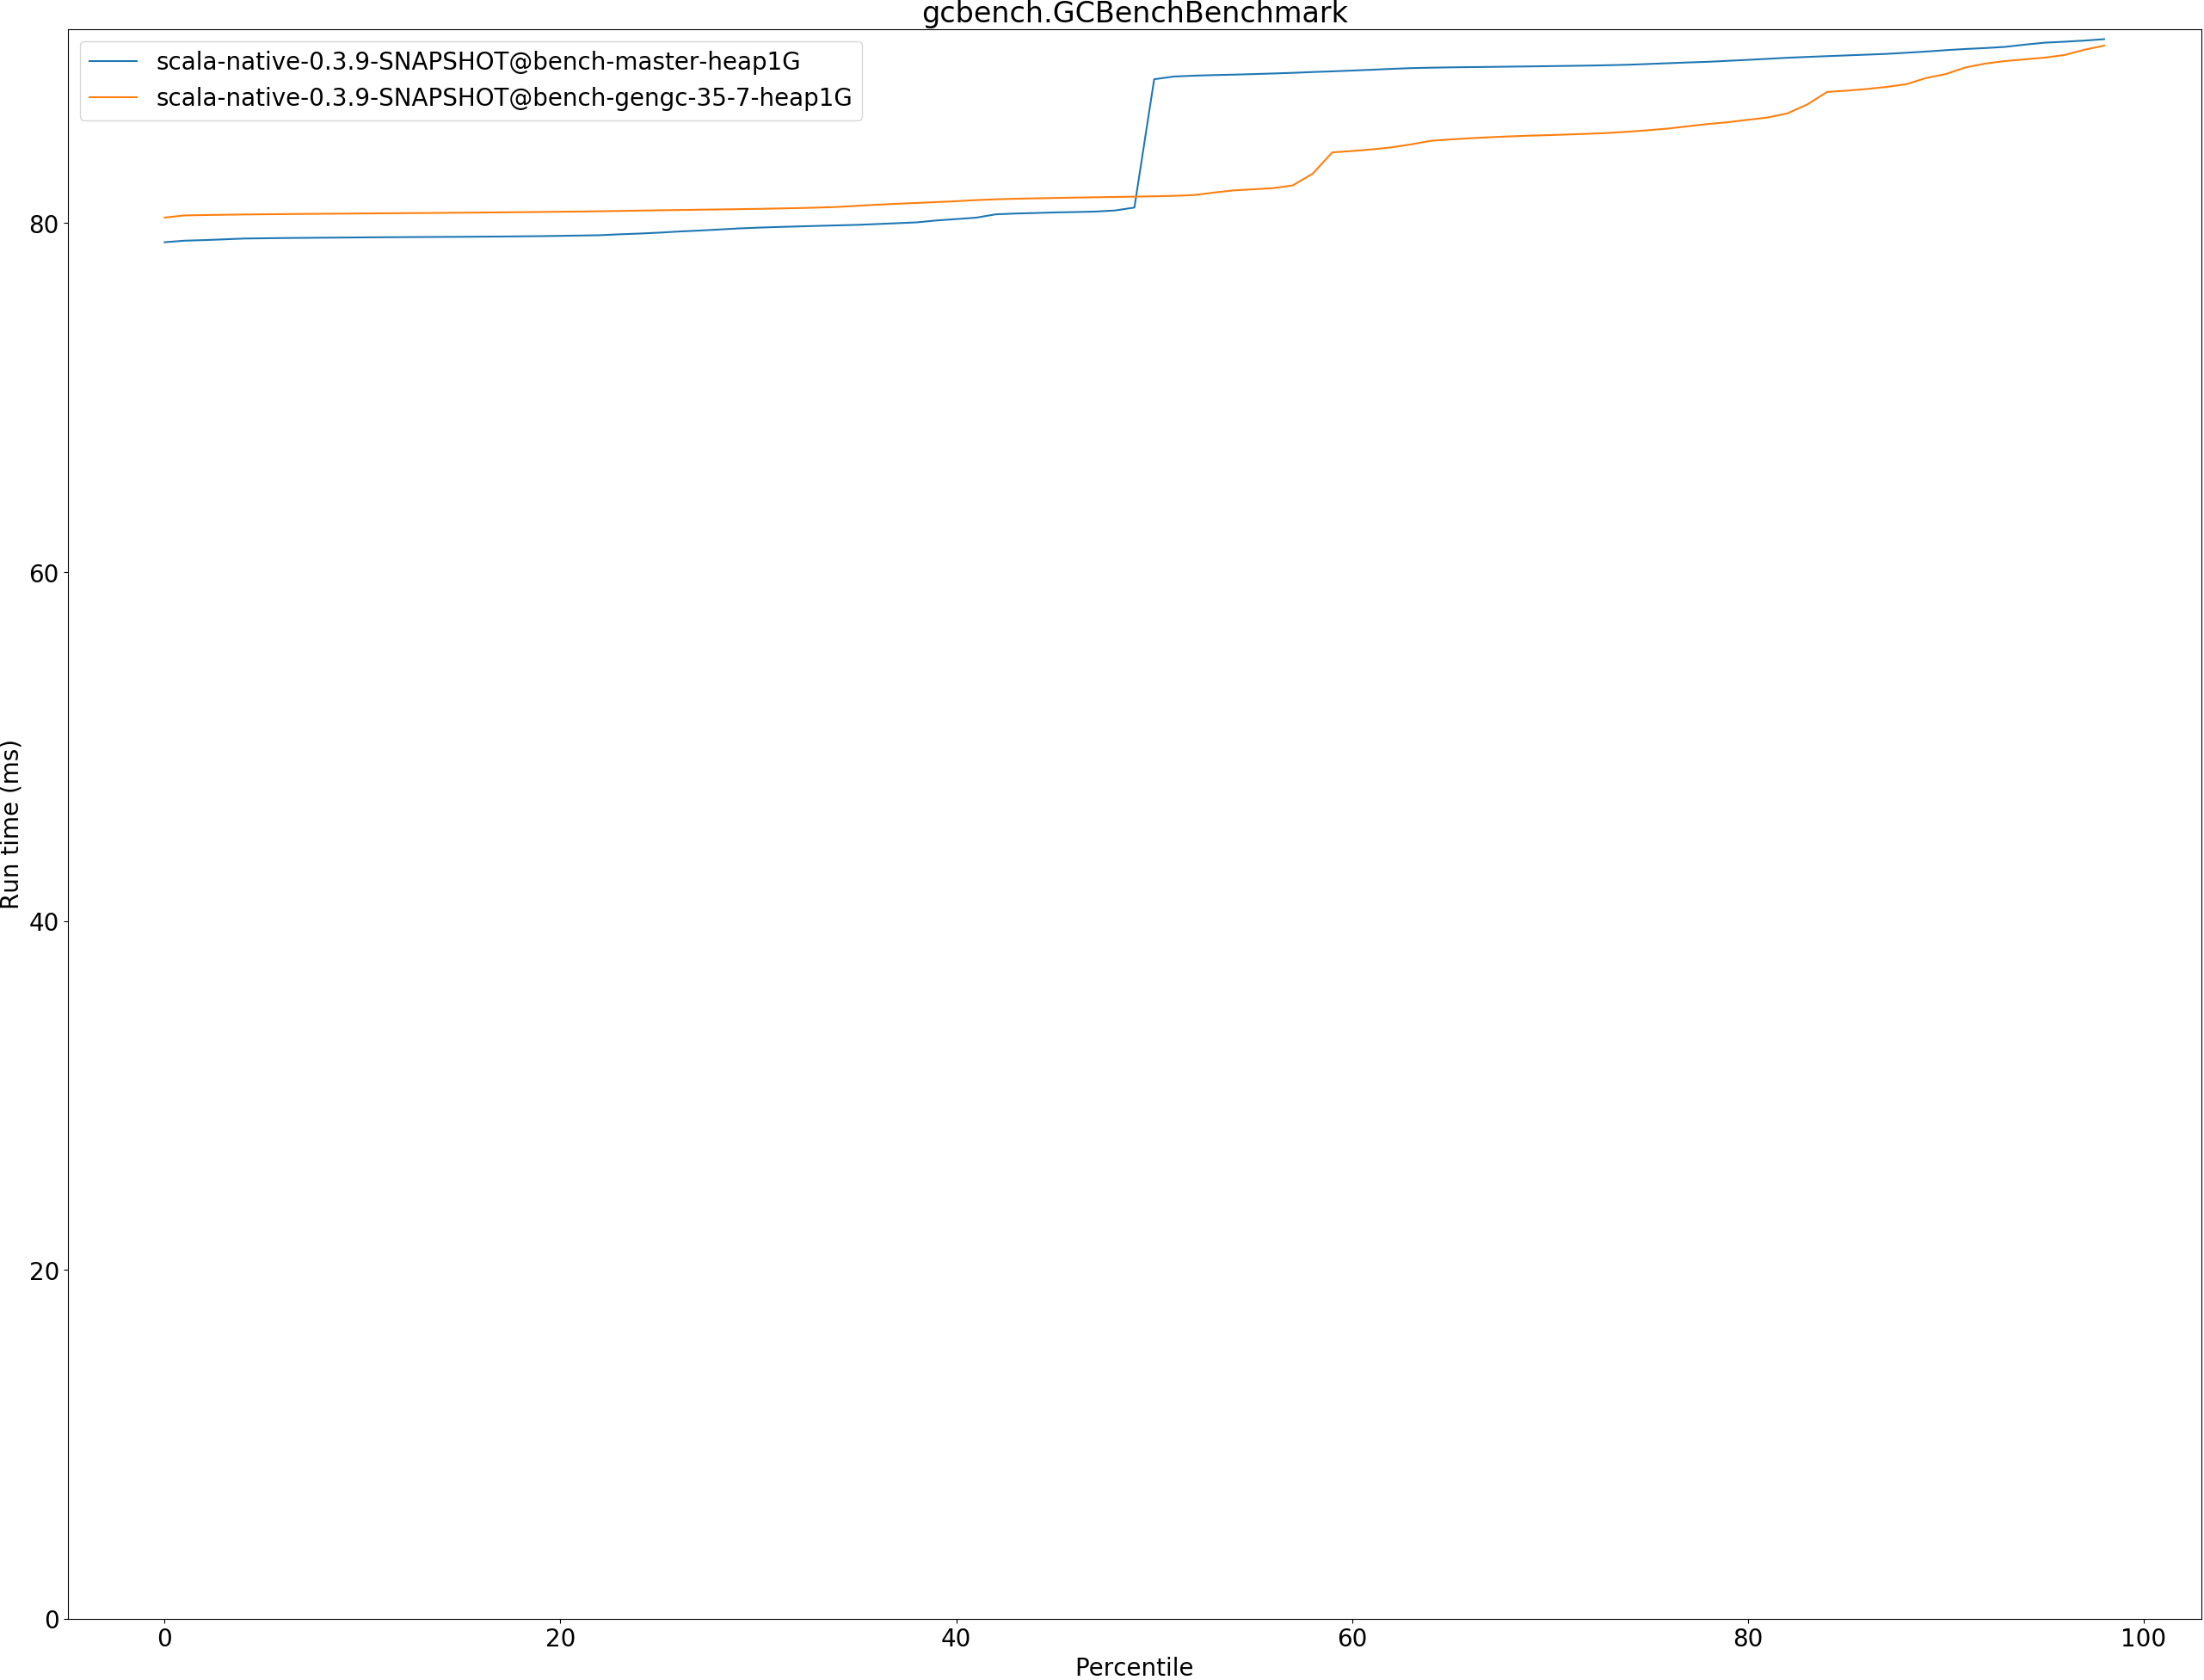 gcbench.GCBenchBenchmark
scala-native-0.3.9-SNAPSHOT@bench-master-heap1G
scala-native-0.3.9-SNAPSHOT@bench-gengc-35-7-heap1G
80
60
40
20
0
Run time (ms)
0 20 40 60 80 100
Percentile